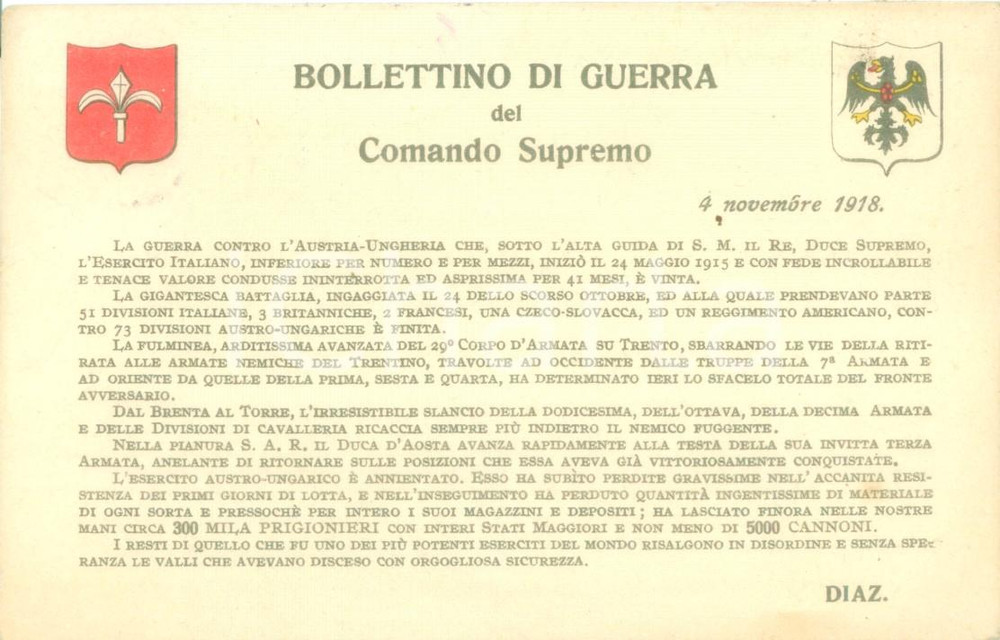 BOLLETTINO DI GUERRA
del
Comando Supremo
4 novembre 1918.
LA GUERRA CONTRO L'AUSTRIA-UNGHERIA CHE, SOTTO L'ALTA GUIDA DI S. M. IL RE, DUCE SUPREMO,
L'ESERCITO ITALIANO, INFERIORE PER NUMERO E PER MEZZI, INIZIÒ IL 24 MAGGIO 1915 E CON FEDE INCROLLABILE
E TENACE VALORE CONDUSSE ININTERROTTA ED ASPRISSIMA PER 41 MESI, È VINTA.
LA GIGANTESCA BATTAGLIA, INGAGGIATA IL 24 DELLO SCORSO OTTOBRE, ED ALLA QUALE PRENDEVANO PARTE
51 DIVISIONI ITALIANE, 3 BRITANNICHE, 2 FRANCESI, UNA CZECO-SLOVACCA, ED UN REGGIMENTO AMERICANO, CON-
TRO 73 DIVISIONI AUSTRO-UNGARICHE È FINITA.
LA FULMINEA, ARDITISSIMA AVANZATA DEL 29º CORPO D'ARMATA SU TRENTO, SBARRANDO LE VIE DELLA RITI-
RATA ALLE ARMATE NEMICHE DEL TRENTINO, TRAVOLTE AD OCCIDENTE DALLE TRUPPE DELLA 7ª ARMATA E
AD ORIENTE DA QUELLE DELLA PRIMA, SESTA E QUARTA, HA DETERMINATO IERI LO SFACELO TOTALE DEL FRONTE
AVVERSARIO.
DAL BRENTA AL TORRE, L'IRRESISTIBILE SLANCIO DELLA DODICESIMA, DELL'OTTAVA, DELLA DECIMA ARMATA
E DELLE DIVISIONI DI CAVALLERIA RICACCIA SEMPRE PIÙ INDIETRO IL NEMICO FUGGENTE.
NELLA PIANURA S. A. R. IL DUCA D'AOSTA AVANZA RAPIDAMENTE ALLA TESTA DELLA SUA INVITTA TERZA
ARMATA, ANELANTE DI RITORNARE SULLE POSIZIONI CHE ESSA AVEVA GIÀ VITTORIOSAMENTE CONQUISTATE.
L'ESERCITO AUSTRO-UNGARICO È ANNIENTATO. ESSO HA SUBÌTO PERDITE GRAVISSIME NELL'ACCANITA RESI-
STENZA DEI PRIMI GIORNI DI LOTTA, E NELL'INSEGUIMENTO HA PERDUTO QUANTITÀ INGENTISSIME DI MATERIALE
DI OGNI SORTA E PRESSOCHÈ PER INTERO I SUOI MAGAZZINI E DEPOSITI; HA LASCIATO FINORA NELLE NOSTRE
MANI CIRCA 300 MILA PRIGIONIERI CON INTERI STATI MAGGIORI E NON MENO DI 5000 CANNONI.
I RESTI DI QUELLO CHE FU UNO DEI PIÙ POTENTI ESERCITI DEL MONDO RISALGONO IN DISORDINE E SENZA SPE-
RANZA LE VALLI CHE AVEVANO DISCESO CON ORGOGLIOSA SICUREZZA.
DIAZ.